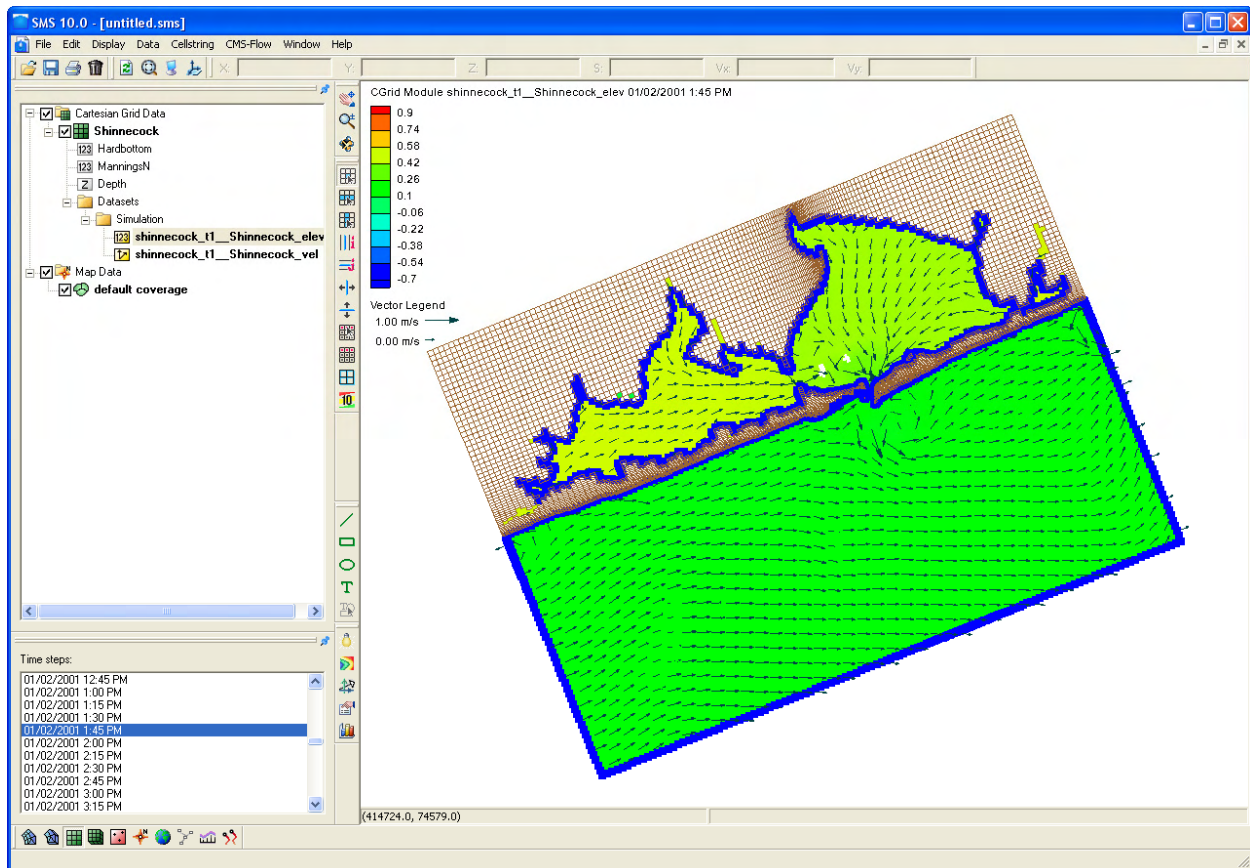 SMS 10.0 - [untitled.sms]
File Edit Display Data Cellstring CMS-Flow Window Help
X: Y: Z: S: Vx: Vy:
Cartesian Grid Data
Shinnecock
123 Hardbottom
123 ManningsN
Z Depth
Datasets
Simulation
123 shinnecock_t1__Shinnecock_elev
shinnecock_t1__Shinnecock_vel
Map Data
default coverage
Time steps:
01/02/2001 12:45 PM
01/02/2001 1:00 PM
01/02/2001 1:15 PM
01/02/2001 1:30 PM
01/02/2001 1:45 PM
01/02/2001 2:00 PM
01/02/2001 2:15 PM
01/02/2001 2:30 PM
01/02/2001 2:45 PM
01/02/2001 3:00 PM
01/02/2001 3:15 PM
i
j
10
T
CGrid Module shinnecock_t1__Shinnecock_elev 01/02/2001 1:45 PM
0.9
0.74
0.58
0.42
0.26
0.1
-0.06
-0.22
-0.38
-0.54
-0.7
Vector Legend
1.00 m/s
0.00 m/s
(414724.0, 74579.0)